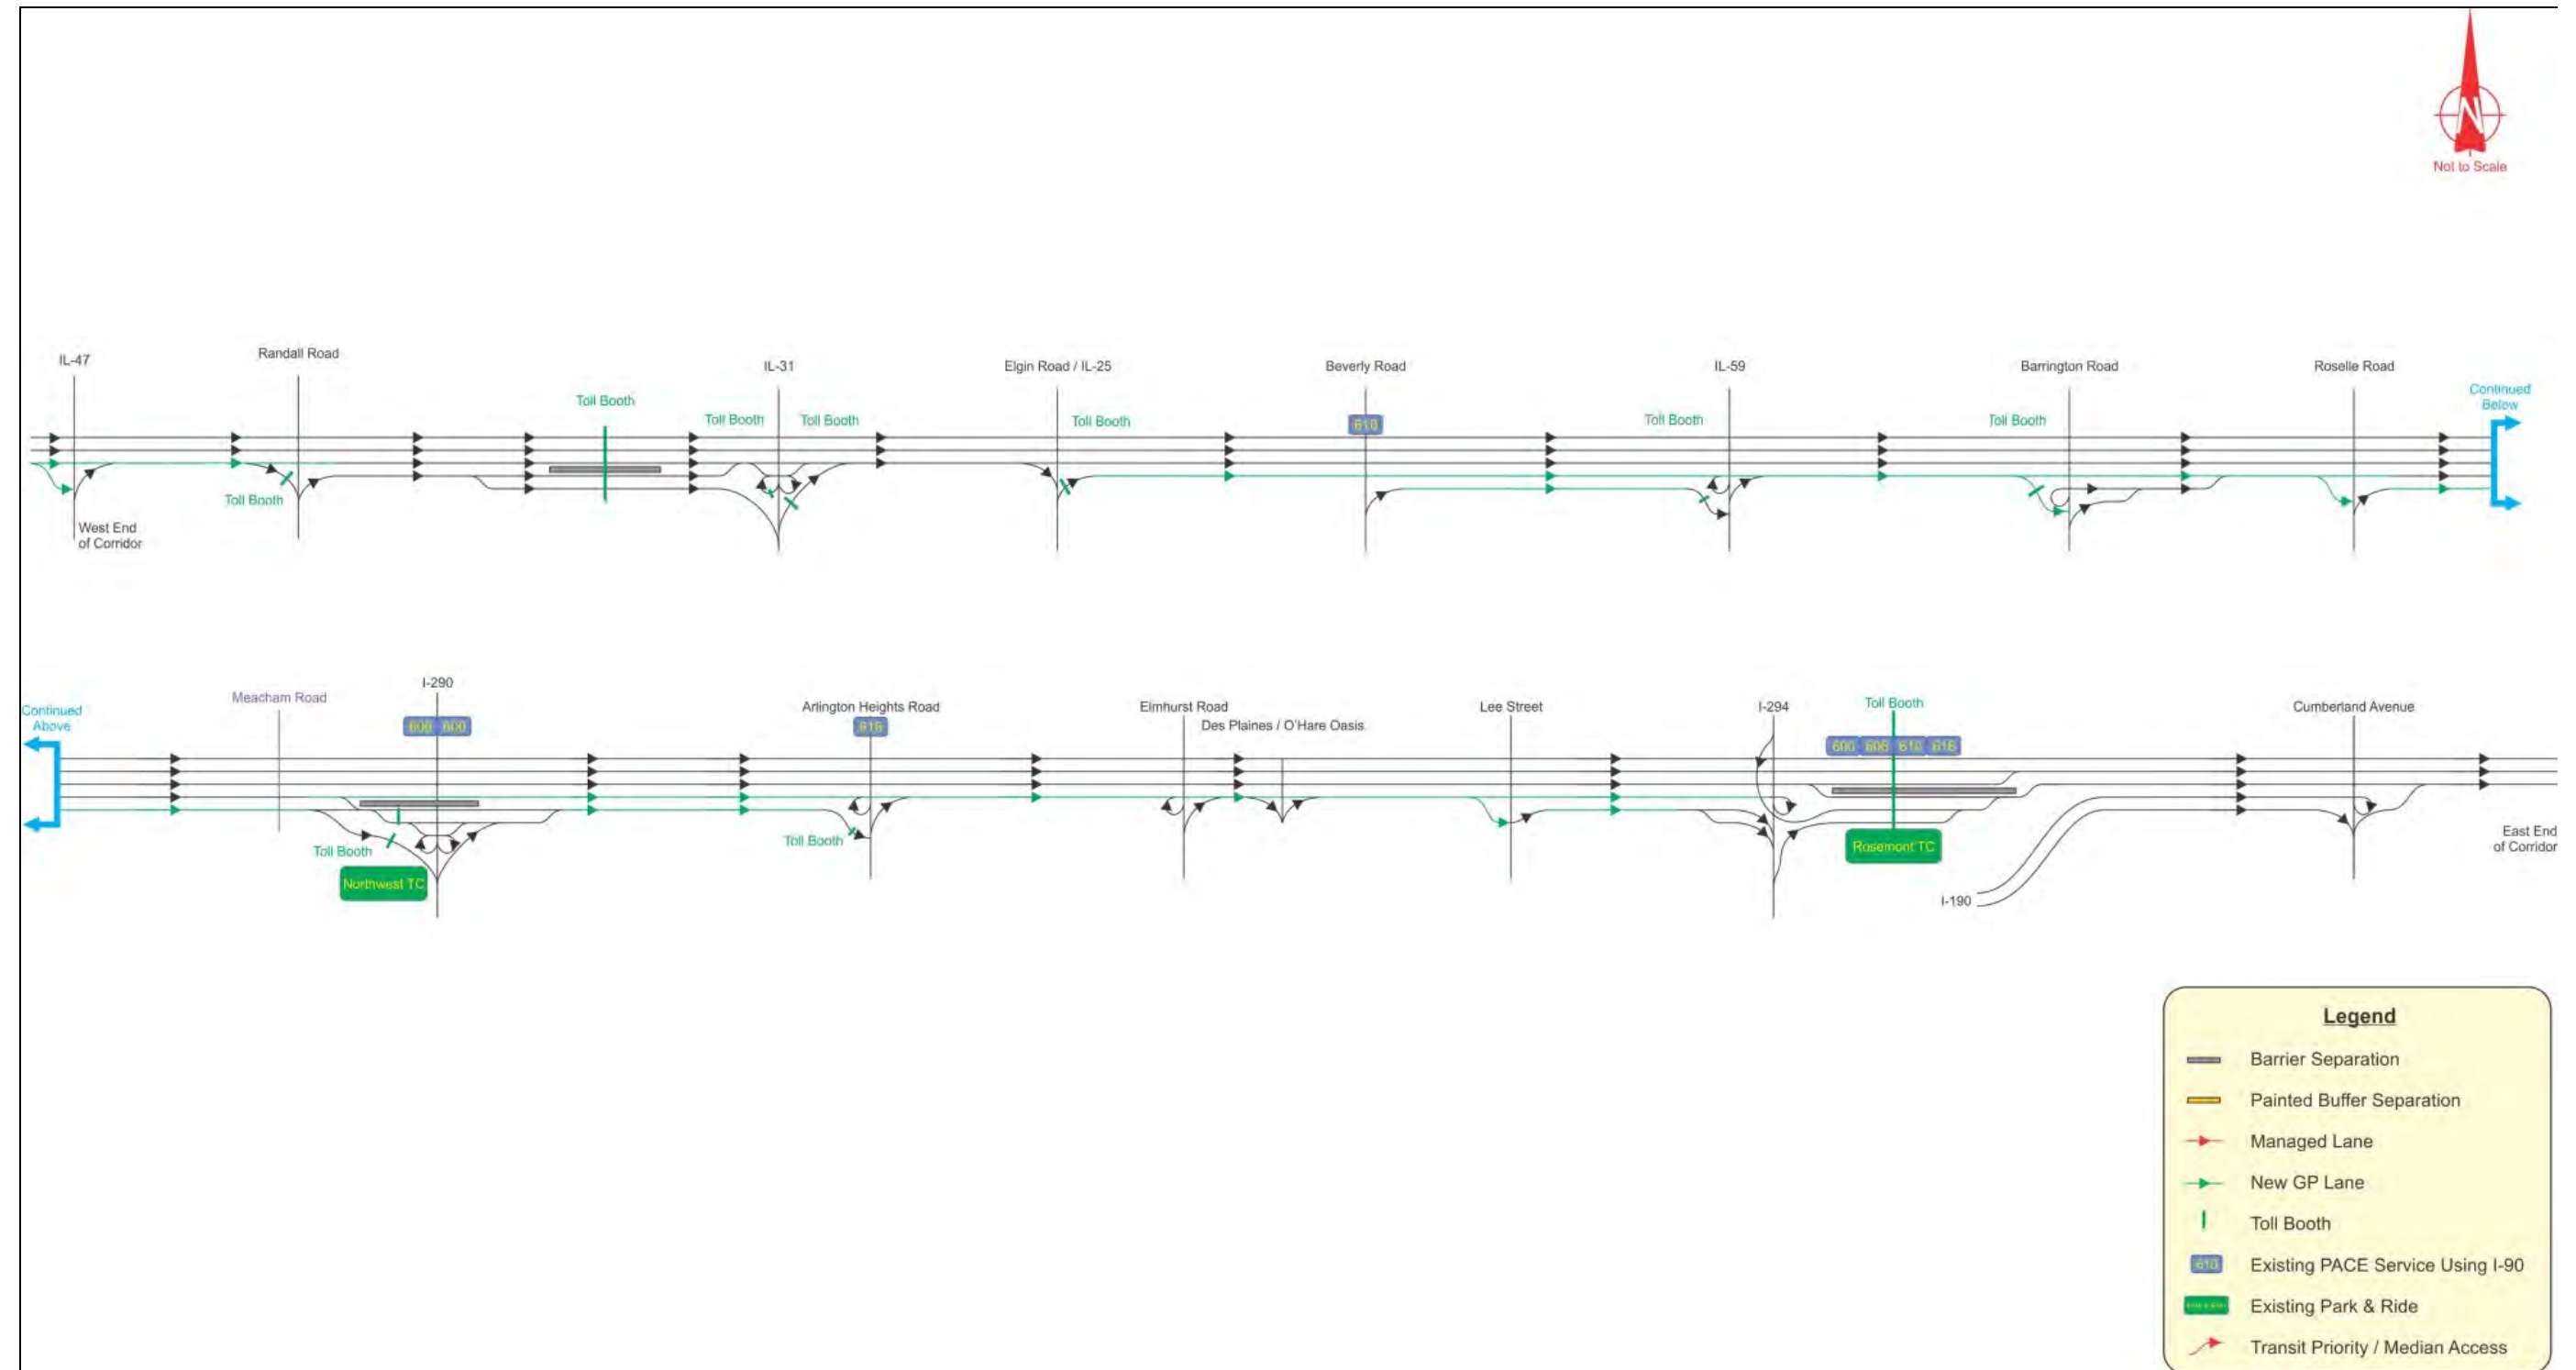 N
Not to Scale
IL-47
Randall Road
IL-31
Elgin Road / IL-25
Beverly Road
IL-59
Barrington Road
Roselle Road
Continued
Below
Toll Booth
Toll Booth
Toll Booth
Toll Booth
Toll Booth
Toll Booth
610
Toll Booth
West End
of Corridor
Continued
Above
Meacham Road
I-290
600 600
Arlington Heights Road
616
Elmhurst Road
Des Plaines / O'Hare Oasis
Lee Street
I-294
Toll Booth
600 606 610 616
Cumberland Avenue
Toll Booth
Northwest TC
Toll Booth
Rosemont TC
I-190
East End
of Corridor
Legend
Barrier Separation
Painted Buffer Separation
Managed Lane
New GP Lane
Toll Booth
610
Existing PACE Service Using I-90
Existing Park & Ride
Transit Priority / Median Access